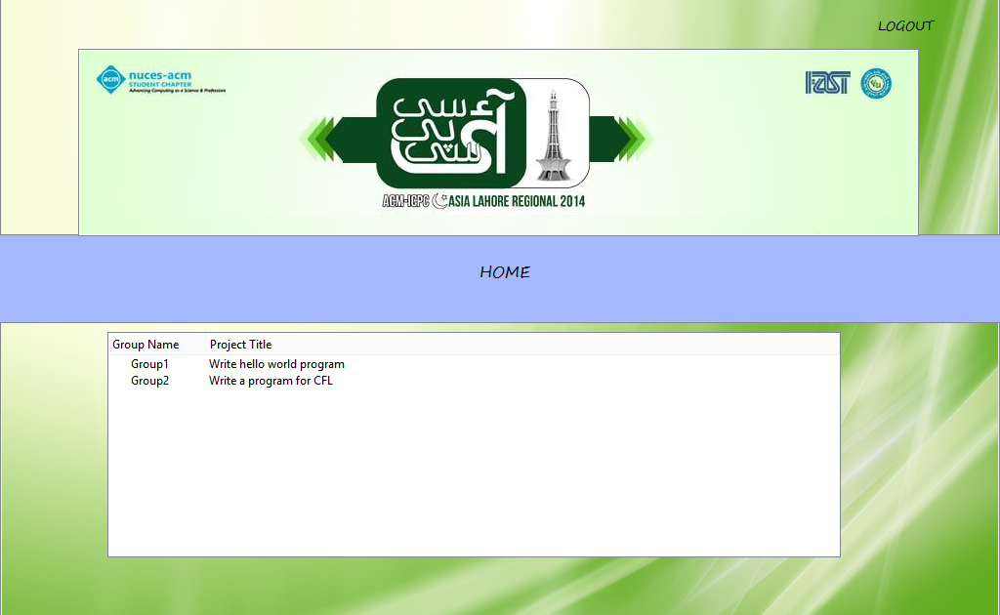 LOGOUT
acm
nuces-acm
STUDENT CHAPTER
Advancing Computing as a Science & Profession
FAST
آئی سی پی سی
ACM-ICPC ASIA LAHORE REGIONAL 2014
HOME
Group Name Project Title
Group1 Write hello world program
Group2 Write a program for CFL